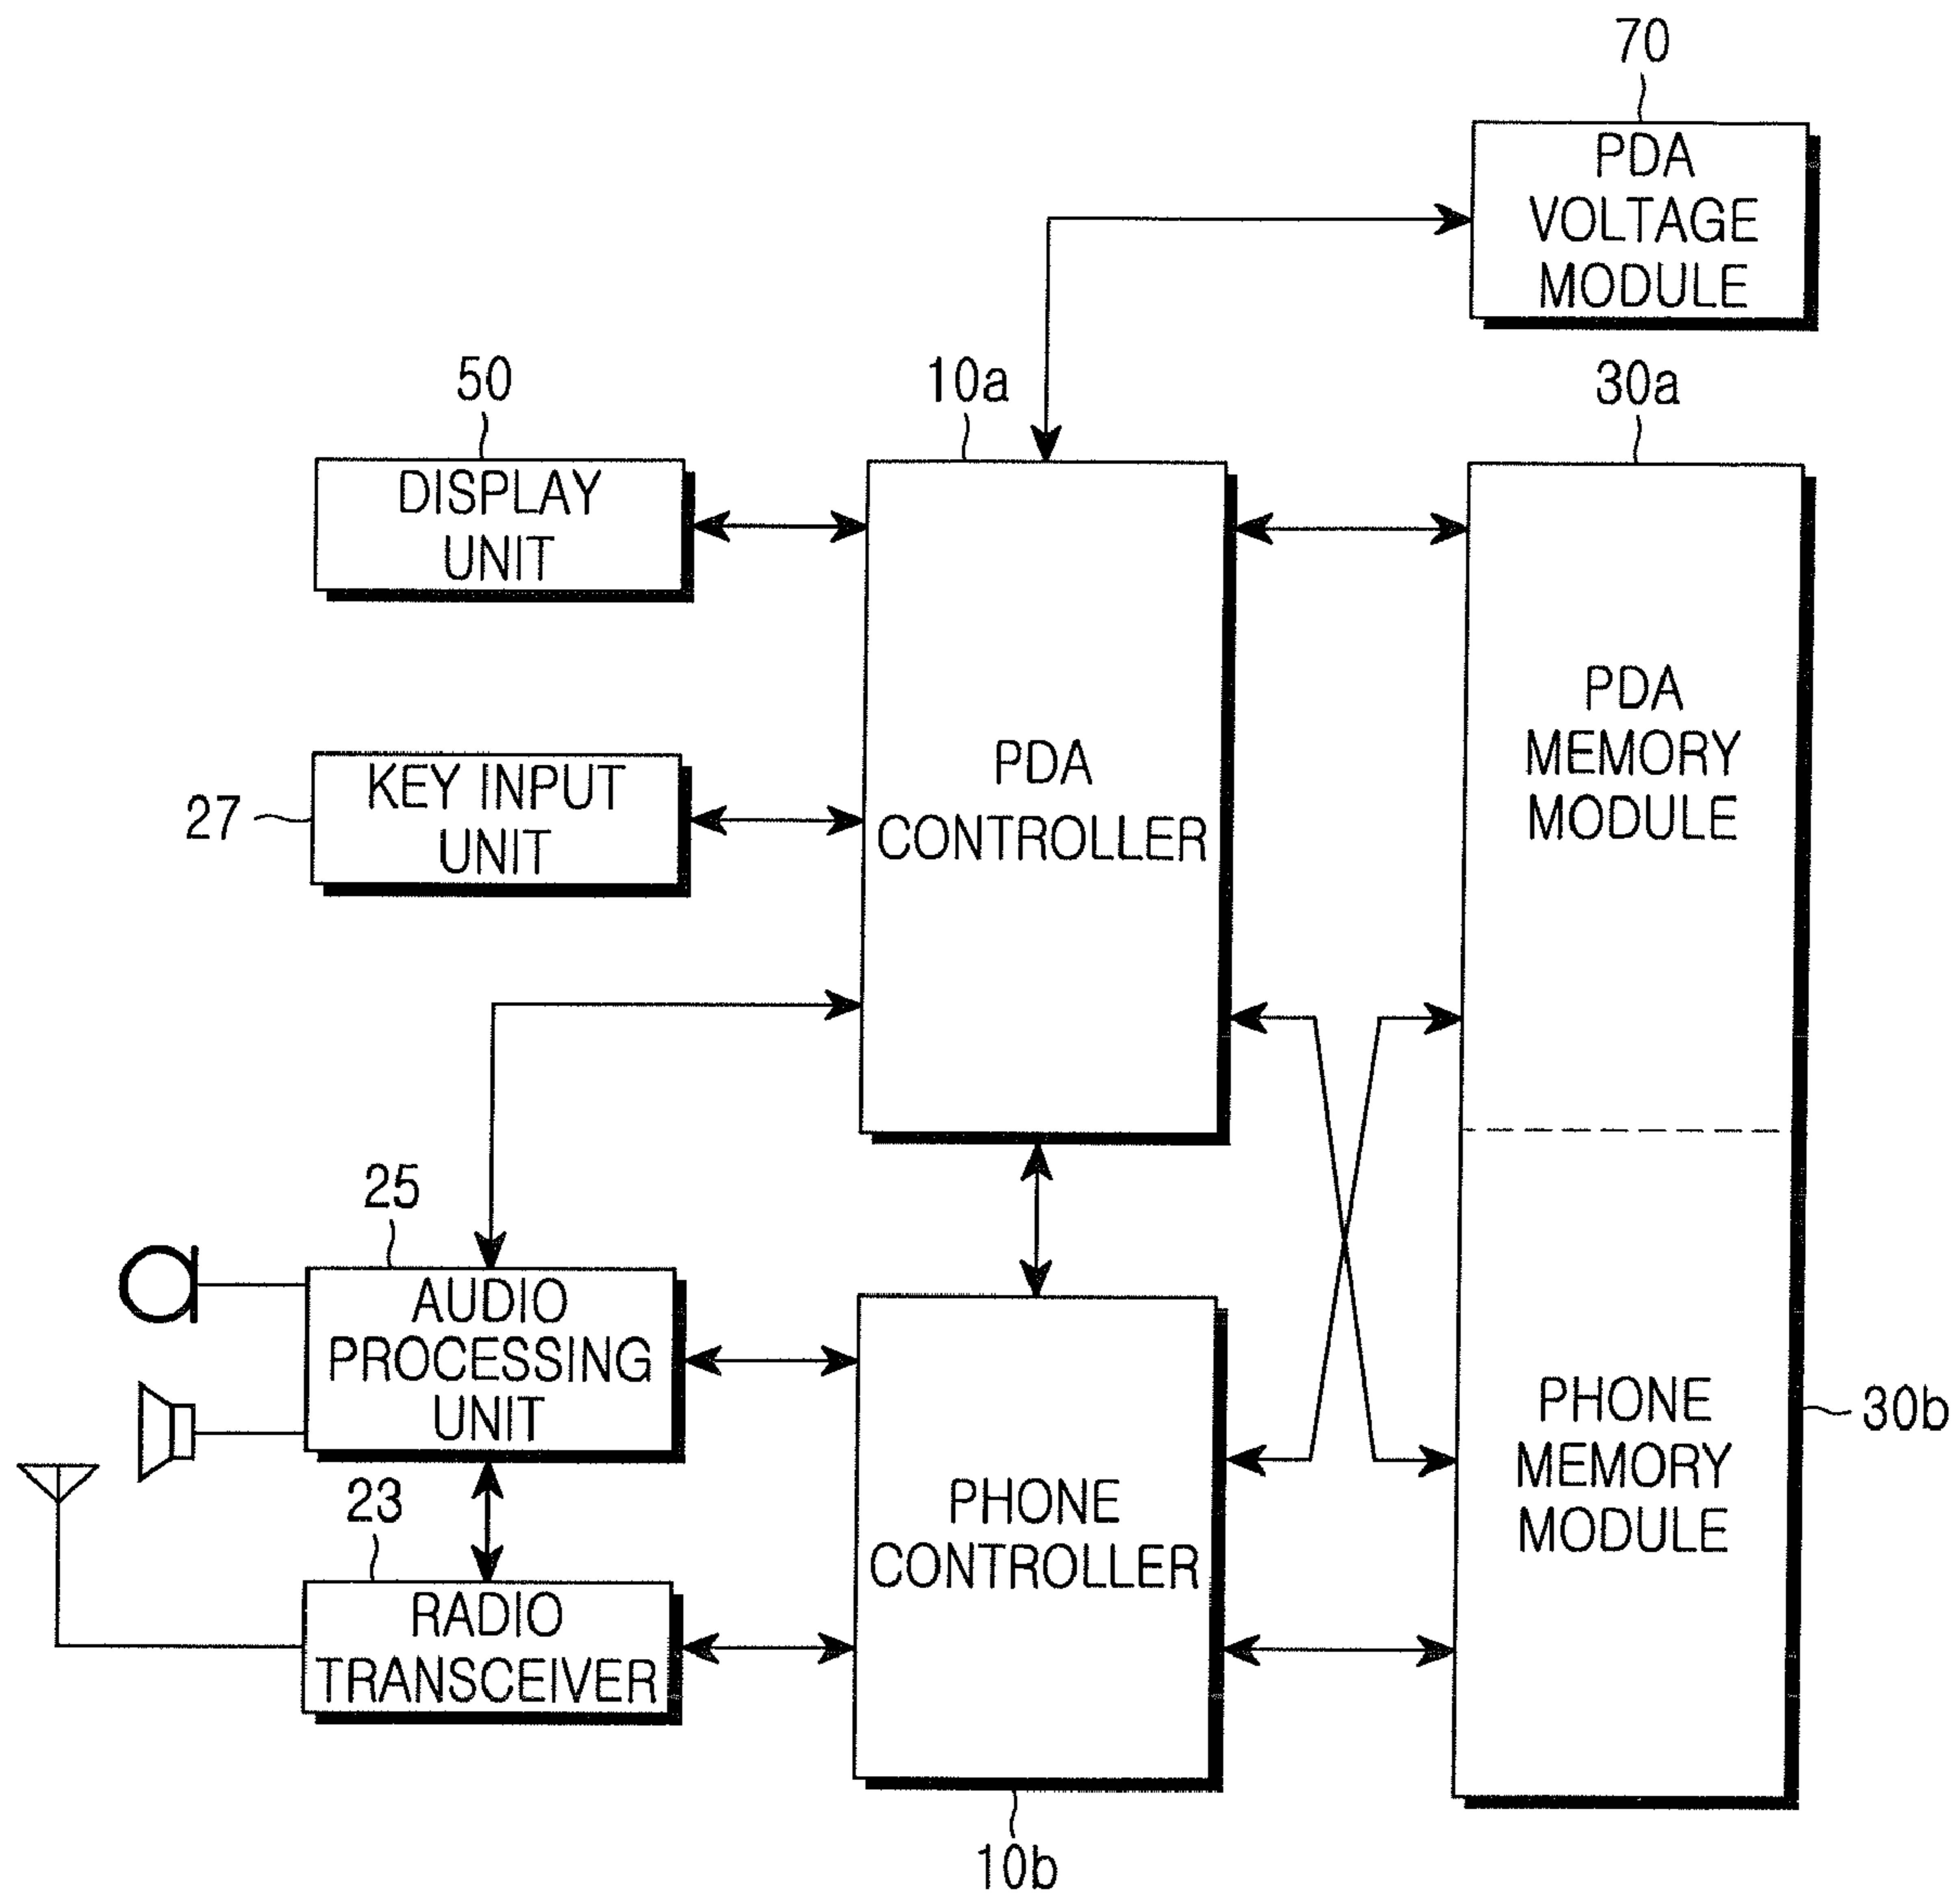 70
PDA
VOLTAGE
MODULE
50
10a
30a
DISPLAY
UNIT
27
KEY INPUT
UNIT
PDA
CONTROLLER
PDA
MEMORY
MODULE
25
AUDIO
PROCESSING
UNIT
23
RADIO
TRANSCEIVER
PHONE
CONTROLLER
10b
PHONE
MEMORY
MODULE
30b